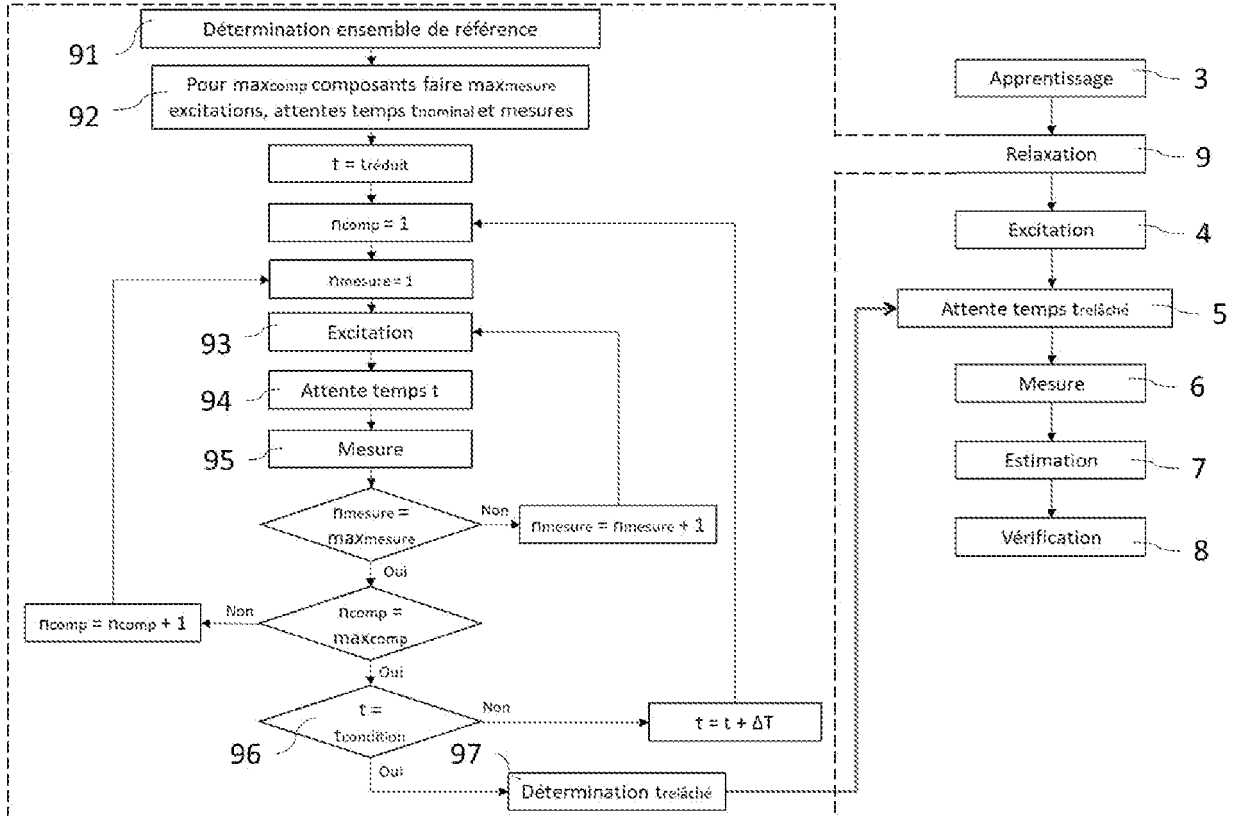 91
Détermination ensemble de référence
92
Pour maxcomp composants faire maxmesure
excitations, attentes temps tnominal et mesures
t = tréduit
ncomp = 1
nmesure = 1
93
Excitation
94
Attente temps t
95
Mesure
nmesure =
maxmesure
Non
nmesure = nmesure + 1
Oui
ncomp =
maxcomp
Non
ncomp = ncomp + 1
Oui
96
t =
tcondition
Non
t = t + ΔT
Oui
97
Détermination trelâché
Apprentissage
3
Relaxation
9
Excitation
4
Attente temps trelâché
5
Mesure
6
Estimation
7
Vérification
8